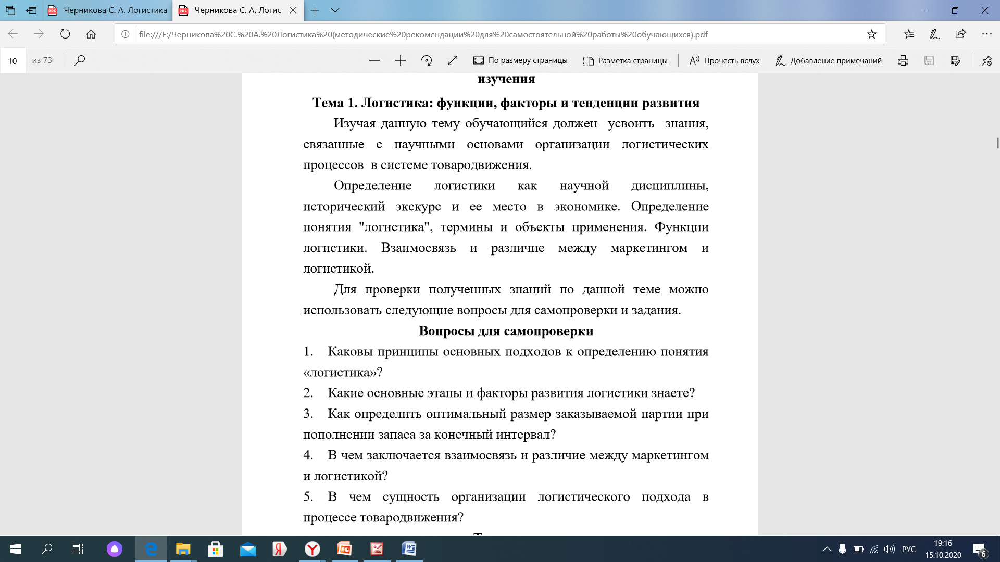 Черникова С. А. Логистика
Черникова С. А. Логист
file:///E:/Черникова%20С.%20А.%20Логистика%20(методические%20рекомендации%20для%20самостоятельной%20работы%20обучающихся).pdf
10 из 73
По размеру страницы
Разметка страницы
Прочесть вслух
Добавление примечаний
изучения
Тема 1. Логистика: функции, факторы и тенденции развития
Изучая данную тему обучающийся должен усвоить знания,
связанные с научными основами организации логистических
процессов в системе товародвижения.
Определение логистики как научной дисциплины,
исторический экскурс и ее место в экономике. Определение
понятия "логистика", термины и объекты применения. Функции
логистики. Взаимосвязь и различие между маркетингом и
логистикой.
Для проверки полученных знаний по данной теме можно
использовать следующие вопросы для самопроверки и задания.
Вопросы для самопроверки
1. Каковы принципы основных подходов к определению понятия
«логистика»?
2. Какие основные этапы и факторы развития логистики знаете?
3. Как определить оптимальный размер заказываемой партии при
пополнении запаса за конечный интервал?
4. В чем заключается взаимосвязь и различие между маркетингом
и логистикой?
5. В чем сущность организации логистического подхода в
процессе товародвижения?
РУС
19:16
15.10.2020
6